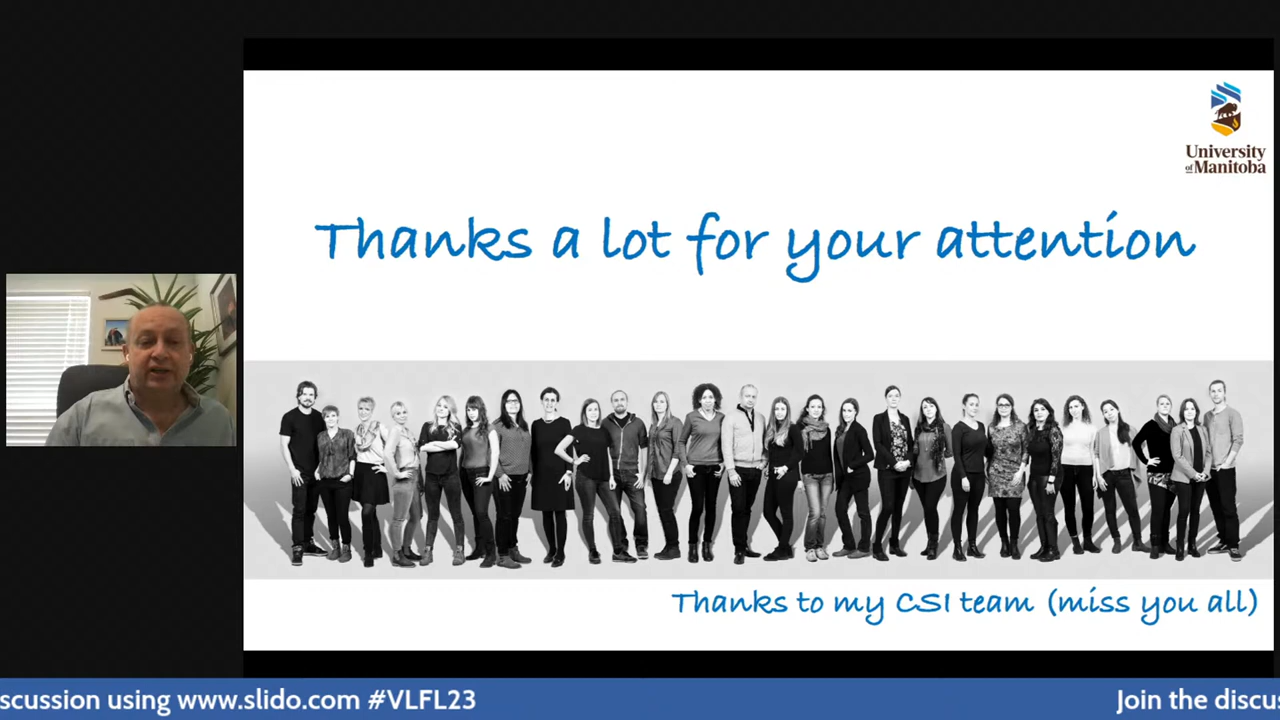 University
of Manitoba
Thanks a lot for your attention
Thanks to my CSI team (miss you all)
scussion using www.slido.com #VLFL23
Join the discus